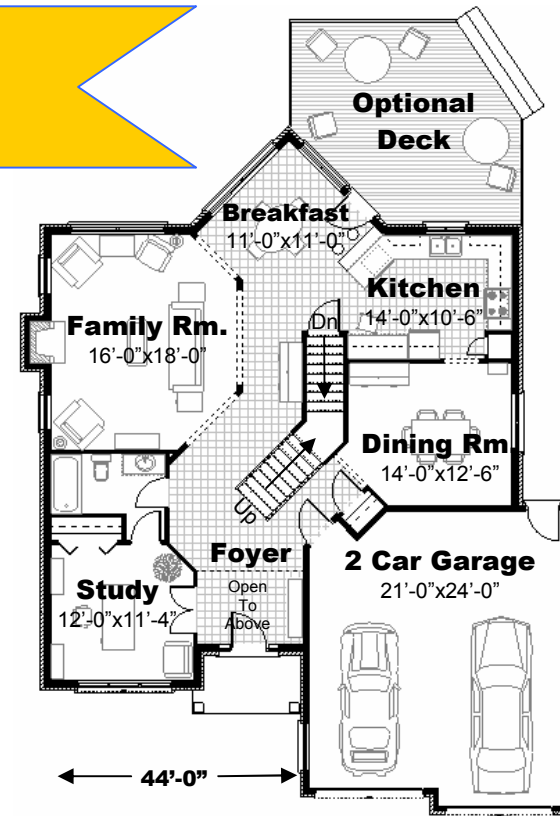 Optional
Deck
Breakfast
11’-0”x11’-0”
Kitchen
14’-0”x10’-6”
Family Rm.
16’-0”x18’-0”
Dn
Dining Rm
14’-0”x12’-6”
Up
Foyer
Open
To
Above
2 Car Garage
21’-0”x24’-0”
Study
12’-0”x11’-4”
44’-0”